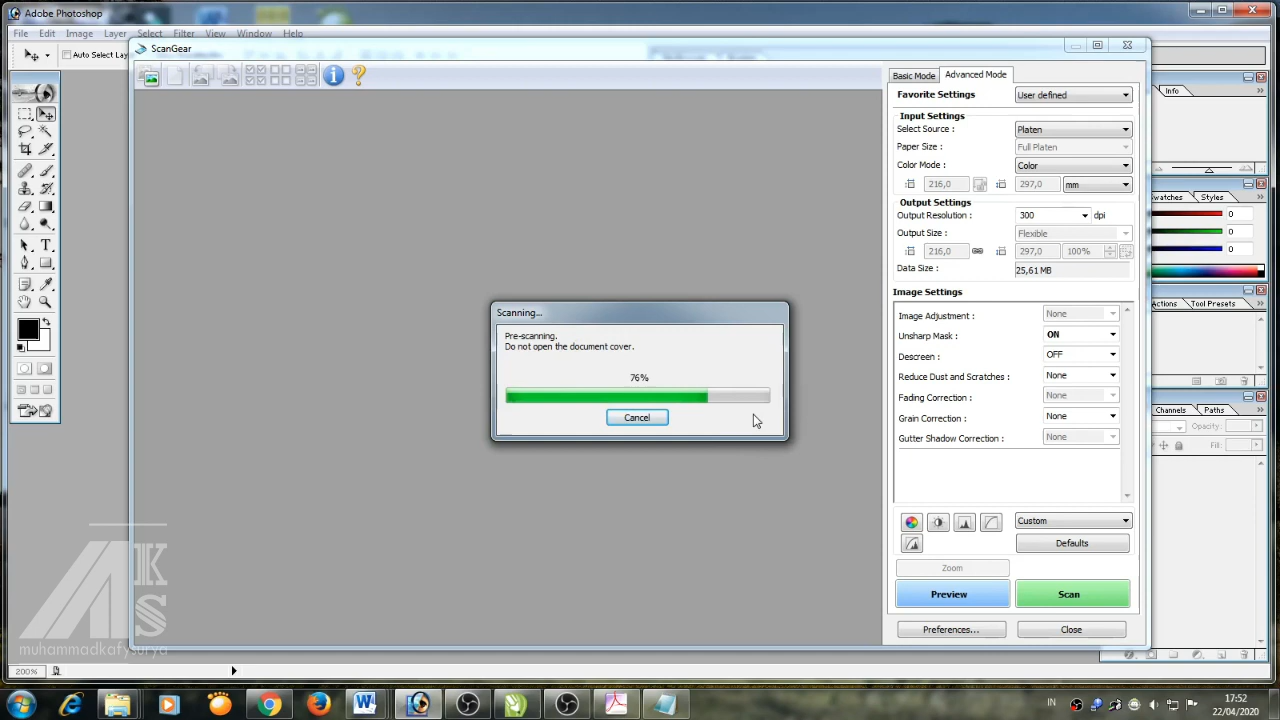 Adobe Photoshop
File Edit Image Layer Select Filter View Window Help
Auto Select Laye
ScanGear
Basic Mode Advanced Mode
Favorite Settings User defined
Input Settings
Select Source : Platen
Paper Size : Full Platen
Color Mode : Color
216,0 297,0 mm
Output Settings
Output Resolution : 300 dpi
Output Size : Flexible
216,0 297,0 100%
Data Size : 25,61 MB
Image Settings
Image Adjustment : None
Unsharp Mask : ON
Descreen : OFF
Reduce Dust and Scratches : None
Fading Correction : None
Grain Correction : None
Gutter Shadow Correction : None
Custom
Defaults
Zoom
Preview Scan
Preferences... Close
Scanning...
Pre-scanning.
Do not open the document cover.
76%
Cancel
Info
watches Styles
0
0
0
Actions Tool Presets
Channels Paths
Opacity:
Fill:
KS
muhammadkafysurya
200%
IN 17:52
22/04/2020